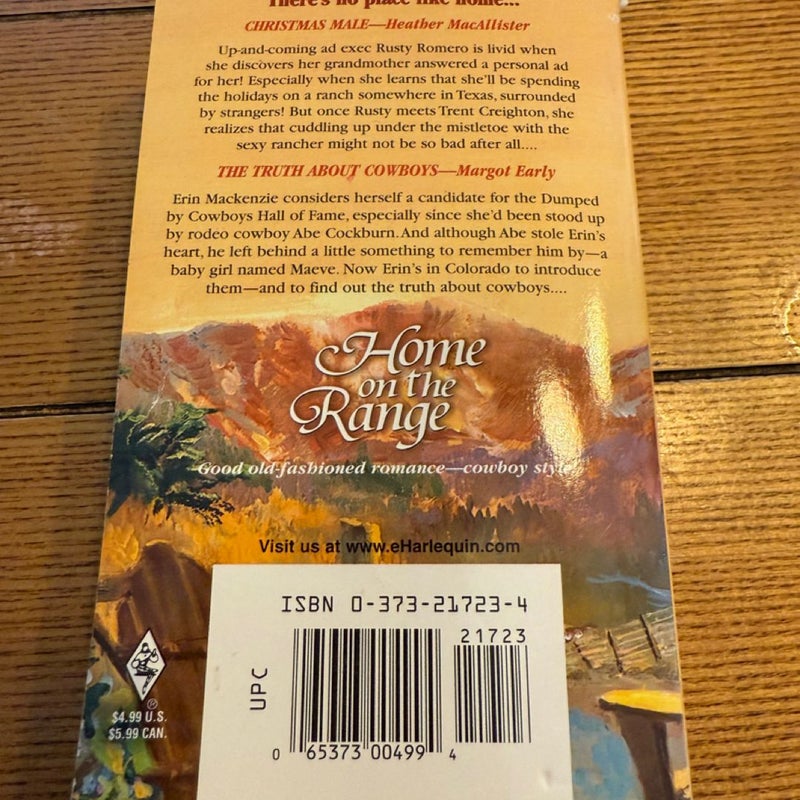 There's no place like home...
CHRISTMAS MALE—Heather MacAllister
Up-and-coming ad exec Rusty Romero is livid when
she discovers her grandmother answered a personal ad
for her! Especially when she learns that she'll be spending
the holidays on a ranch somewhere in Texas, surrounded
by strangers! But once Rusty meets Trent Creighton, she
realizes that cuddling up under the mistletoe with the
sexy rancher might not be so bad after all....
THE TRUTH ABOUT COWBOYS—Margot Early
Erin Mackenzie considers herself a candidate for the Dumped
by Cowboys Hall of Fame, especially since she'd been stood up
by rodeo cowboy Abe Cockburn. And although Abe stole Erin's
heart, he left behind a little something to remember him by—a
baby girl named Maeve. Now Erin's in Colorado to introduce
them—and to find out the truth about cowboys....
Home
on the
Range
Good old-fashioned romance—cowboy style
Visit us at www.eHarlequin.com
ISBN 0-373-21723-4
21723
UPC
0 65373 00499 4
®
$4.99 U.S.
$5.99 CAN.